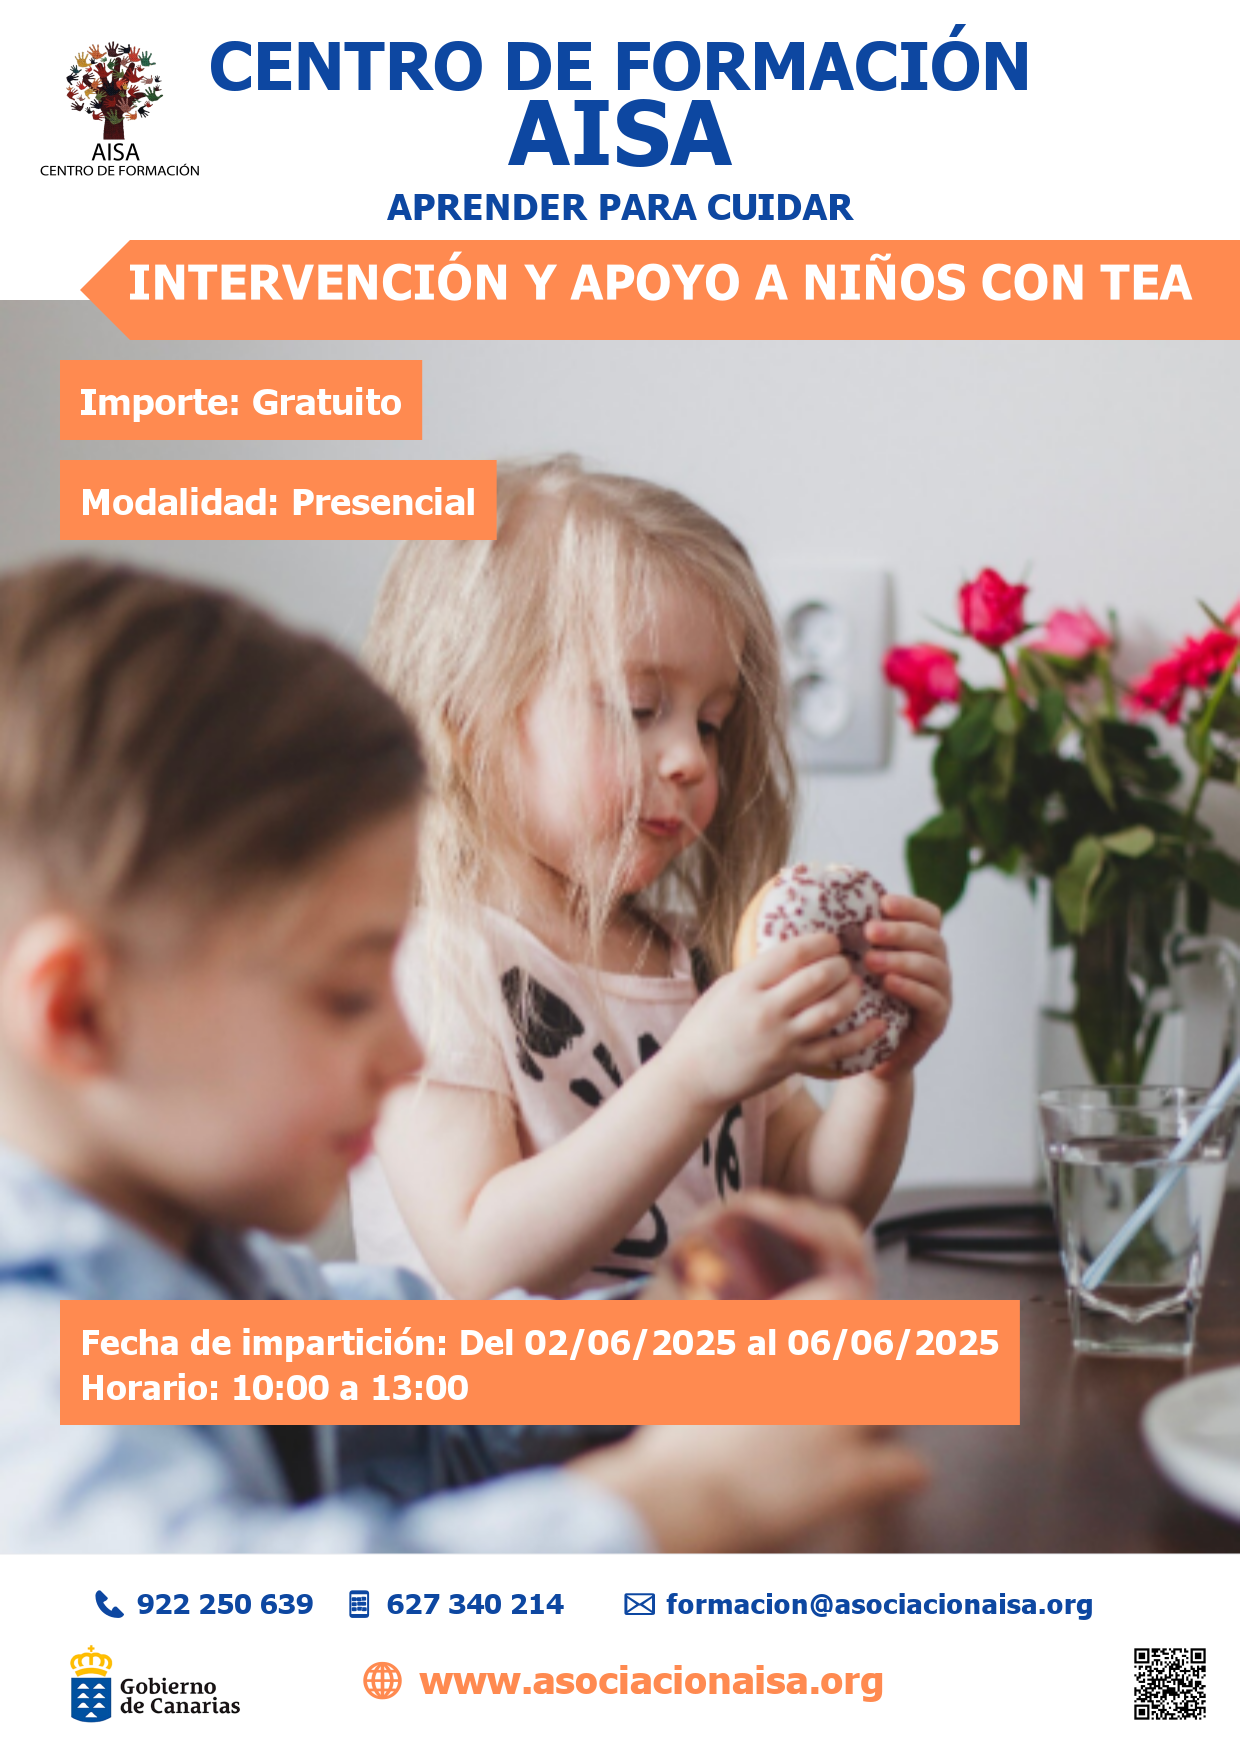 AISA
CENTRO DE FORMACIÓN
CENTRO DE FORMACIÓN
AISA
APRENDER PARA CUIDAR
INTERVENCIÓN Y APOYO A NIÑOS CON TEA
Importe: Gratuito
Modalidad: Presencial
Fecha de impartición: Del 02/06/2025 al 06/06/2025
Horario: 10:00 a 13:00
922 250 639
627 340 214
formacion@asociacionaisa.org
Gobierno
de Canarias
www.asociacionaisa.org